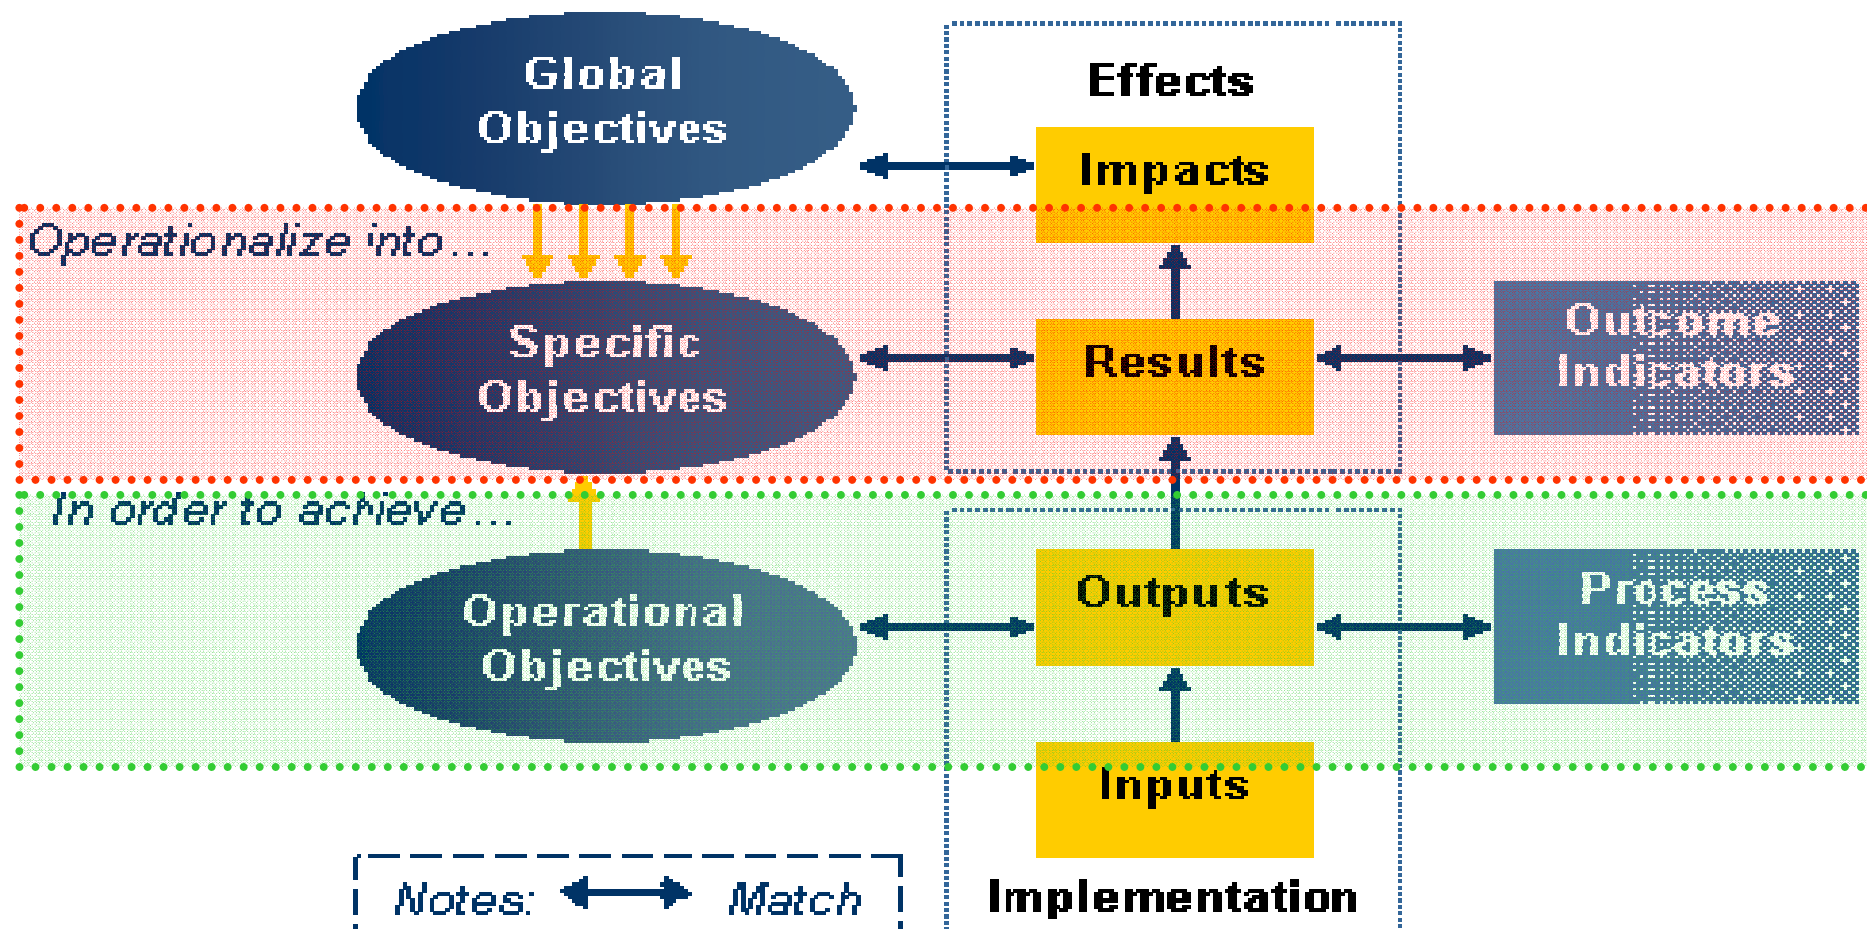 Global
Objectives
Effects
Impacts
Operationalize into...
Specific
Objectives
Results
Outcome
Indicators
In order to achieve...
Operational
Objectives
Outputs
Process
Indicators
Inputs
Implementation
Notes: Match